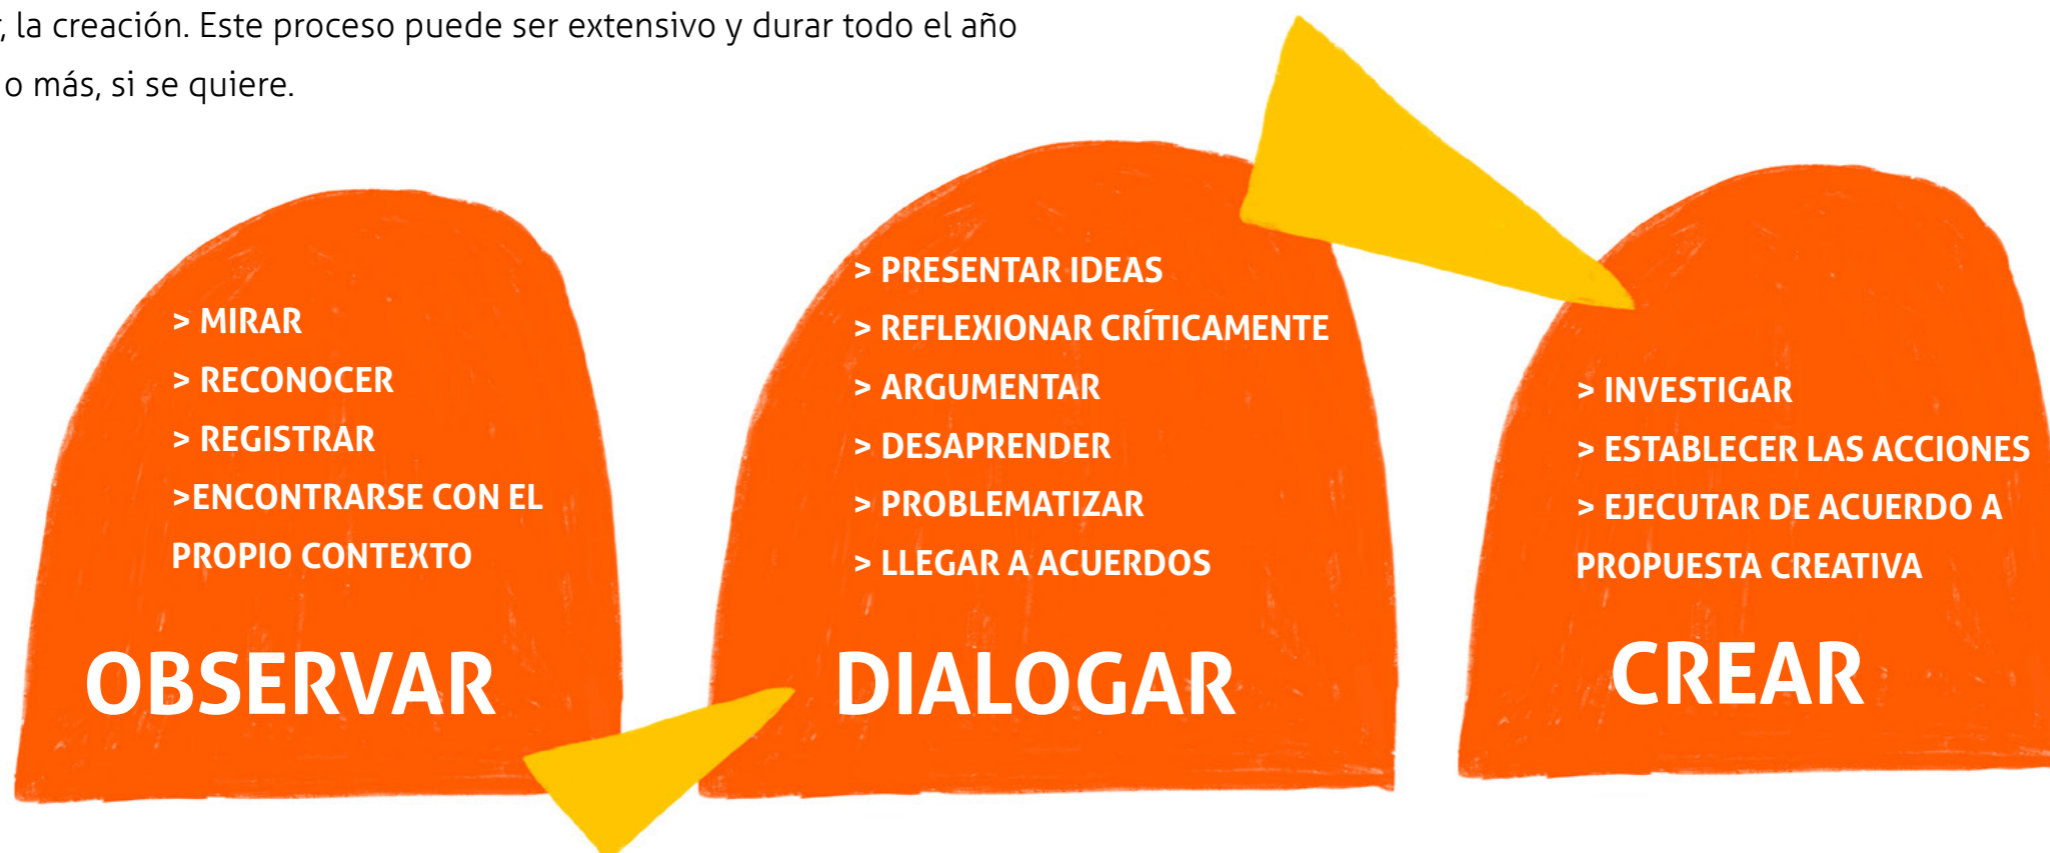 , la creación. Este proceso puede ser extensivo y durar todo el año
o más, si se quiere.
> MIRAR
> RECONOCER
> REGISTRAR
>ENCONTRARSE CON EL
PROPIO CONTEXTO
OBSERVAR
> PRESENTAR IDEAS
> REFLEXIONAR CRÍTICAMENTE
> ARGUMENTAR
> DESAPRENDER
> PROBLEMATIZAR
> LLEGAR A ACUERDOS
DIALOGAR
> INVESTIGAR
> ESTABLECER LAS ACCIONES
> EJECUTAR DE ACUERDO A
PROPUESTA CREATIVA
CREAR